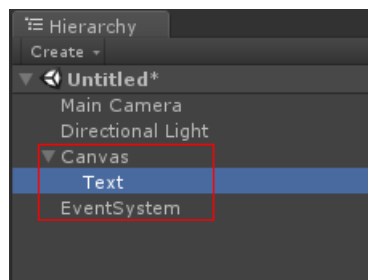 Hierarchy
Create
Untitled*
Main Camera
Directional Light
Canvas
Text
EventSystem